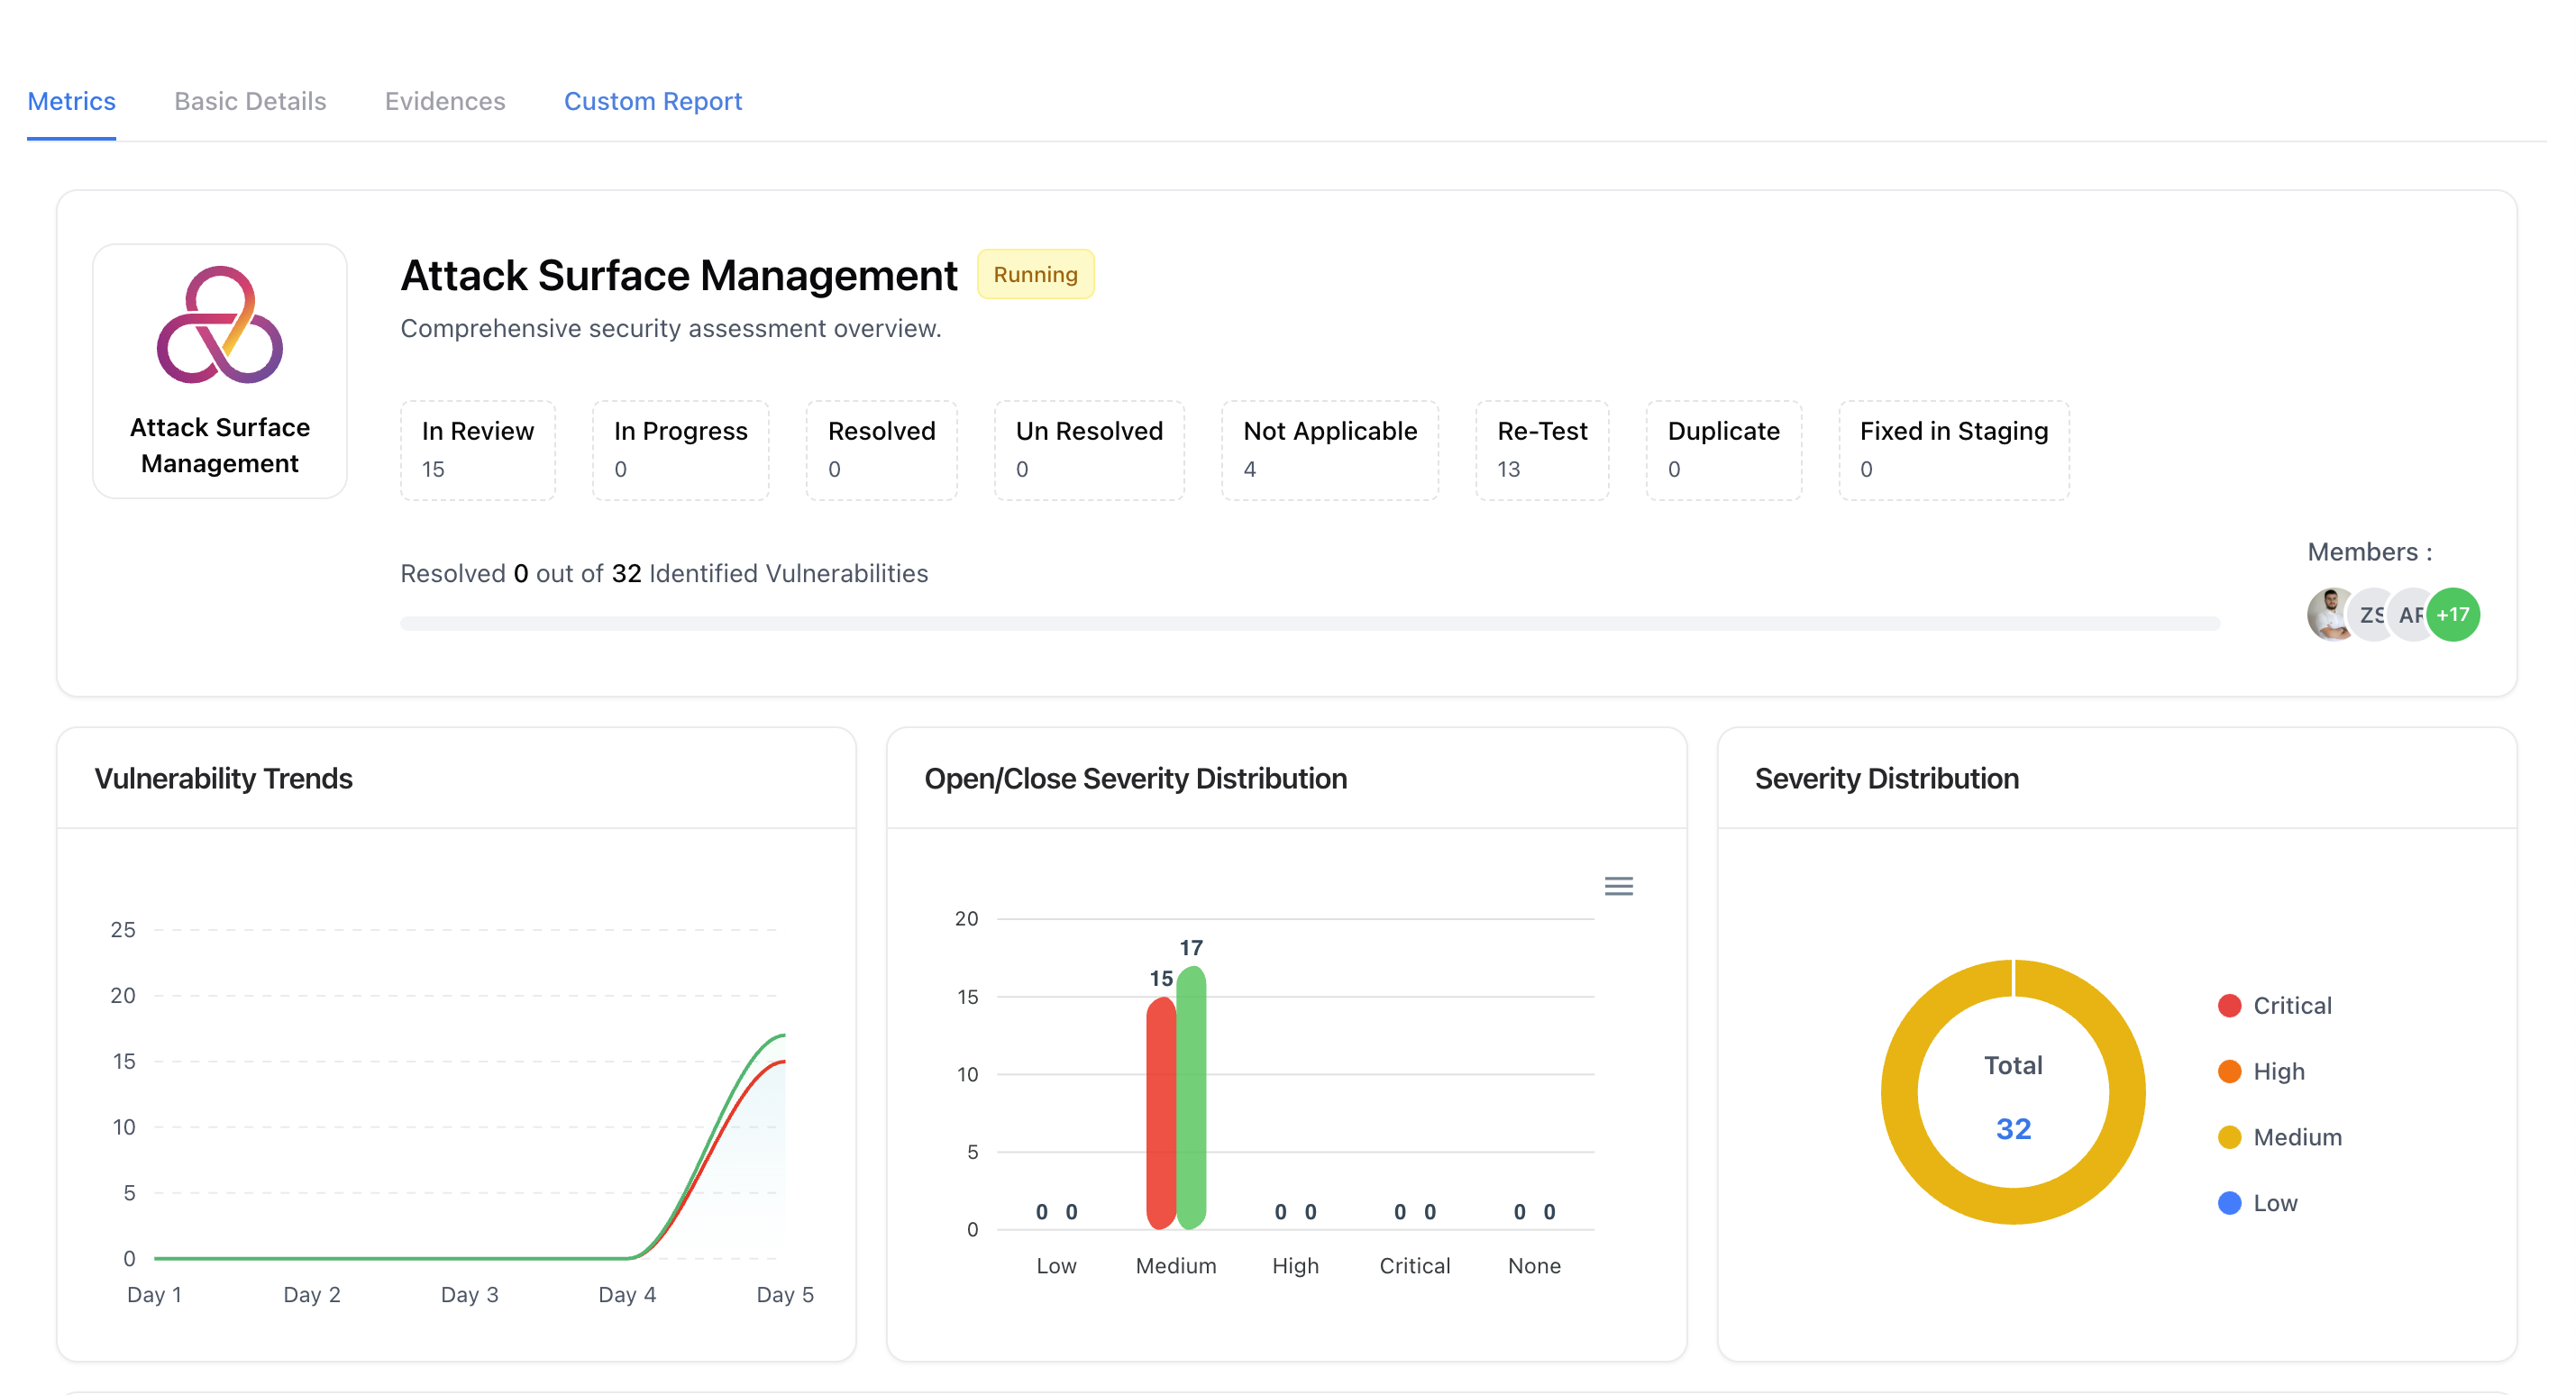 Metrics
Basic Details
Evidences
Custom Report
Attack Surface
Management
Attack Surface Management
Running
Comprehensive security assessment overview.
In Review
15
In Progress
0
Resolved
0
Un Resolved
0
Not Applicable
4
Re-Test
13
Duplicate
0
Fixed in Staging
0
Resolved 0 out of 32 Identified Vulnerabilities
Members :
ZS
AR
+17
Vulnerability Trends
25
20
15
10
5
0
Day 1
Day 2
Day 3
Day 4
Day 5
Open/Close Severity Distribution
20
15
10
5
0
15
17
0 0
0 0
0 0
0 0
Low
Medium
High
Critical
None
Severity Distribution
Total
32
Critical
High
Medium
Low